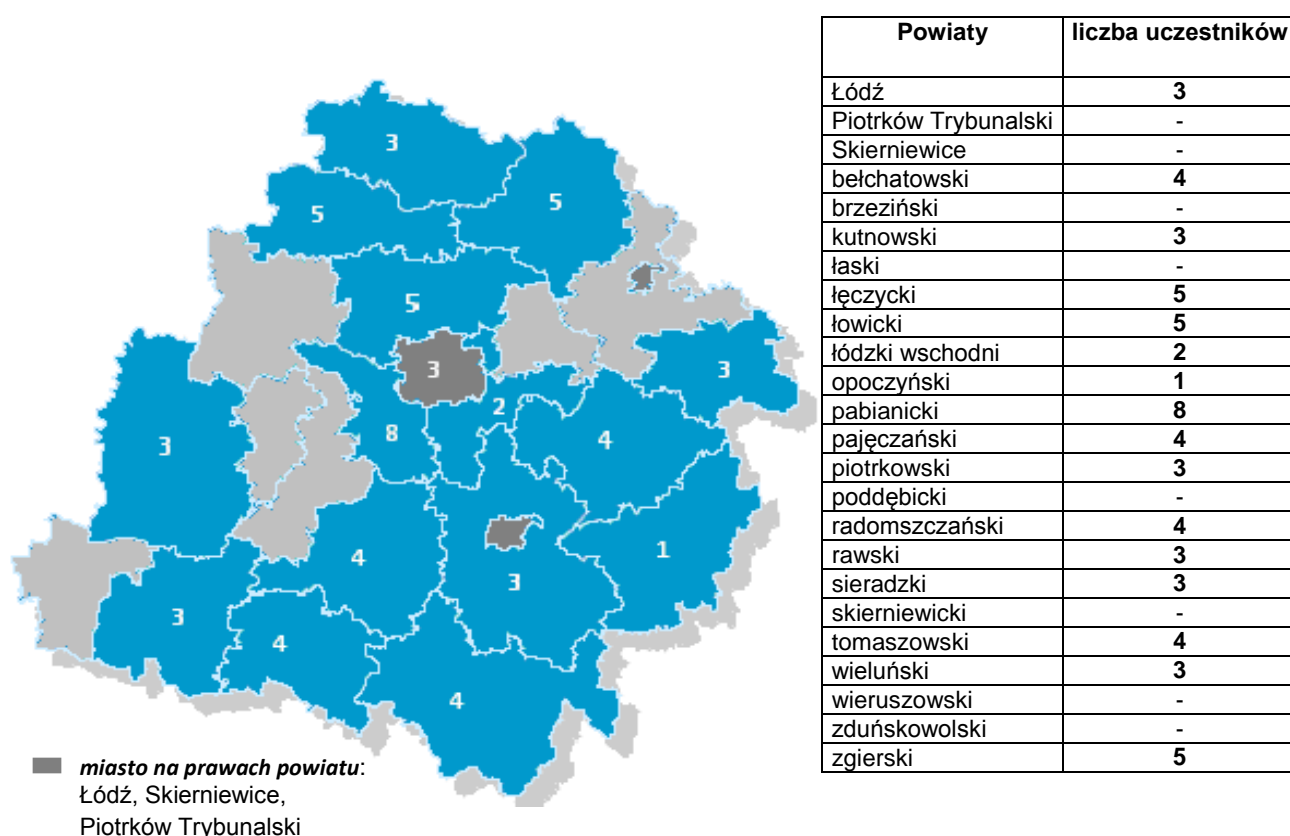 3
5
5
5
3
3
2
8
4
3
4
1
3
3
4
4
miasto na prawach powiatu:
Łódź, Skierniewice,
Piotrków Trybunalski
Powiaty liczba uczestników
Łódź 3
Piotrków Trybunalski -
Skierniewice -
bełchatowski 4
brzeziński -
kutnowski 3
łaski -
łęczycki 5
łowicki 5
łódzki wschodni 2
opoczyński 1
pabianicki 8
pajęczański 4
piotrkowski 3
poddębicki -
radomszczański 4
rawski 3
sieradzki 3
skierniewicki -
tomaszowski 4
wieluński 3
wieruszowski -
zduńskowolski -
zgierski 5